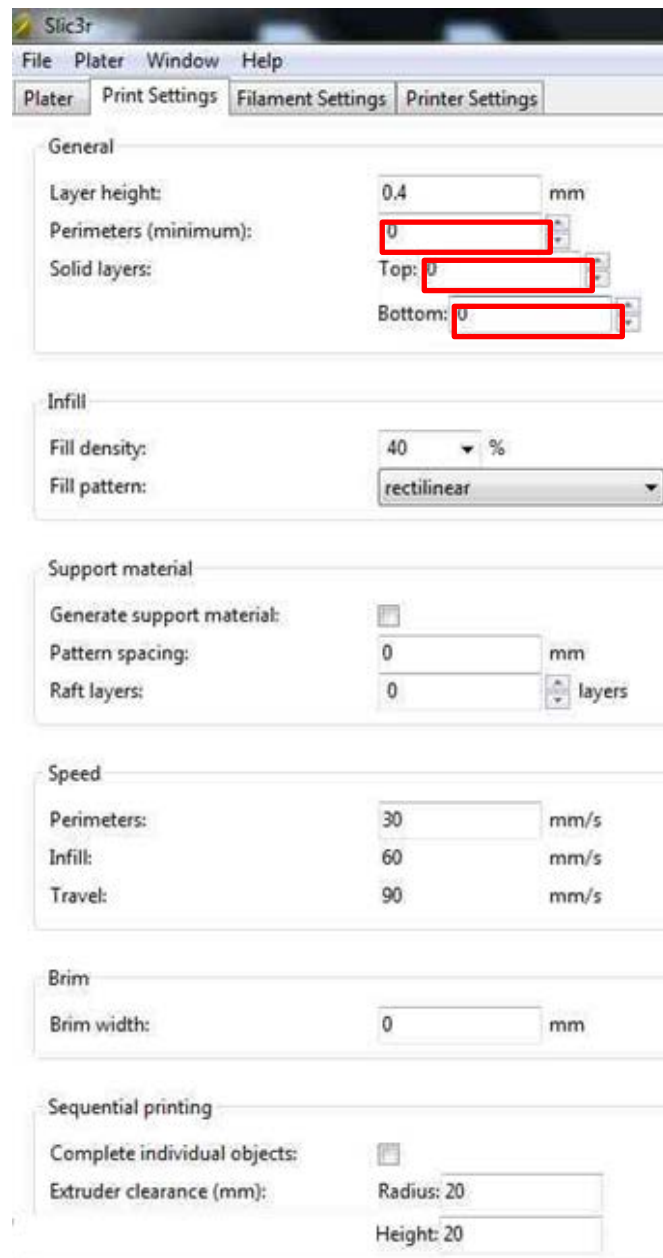 Slic3r
File Plater Window Help
Plater Print Settings Filament Settings Printer Settings
General
Layer height: 0.4 mm
Perimeters (minimum): 0
Solid layers: Top: 0
Bottom: 0
Infill
Fill density: 40 %
Fill pattern: rectilinear
Support material
Generate support material:
Pattern spacing: 0 mm
Raft layers: 0 layers
Speed
Perimeters: 30 mm/s
Infill: 60 mm/s
Travel: 90 mm/s
Brim
Brim width: 0 mm
Sequential printing
Complete individual objects:
Extruder clearance (mm): Radius: 20
Height: 20